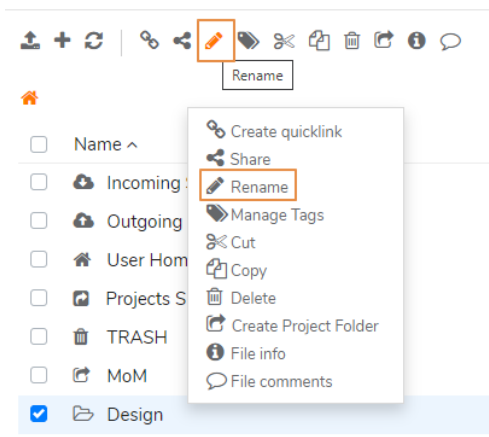 Rename
Name
Create quicklink
Share
Rename
Manage Tags
Cut
Copy
Delete
Create Project Folder
File info
File comments
Incoming
Outgoing
User Hom
Projects S
TRASH
MoM
Design